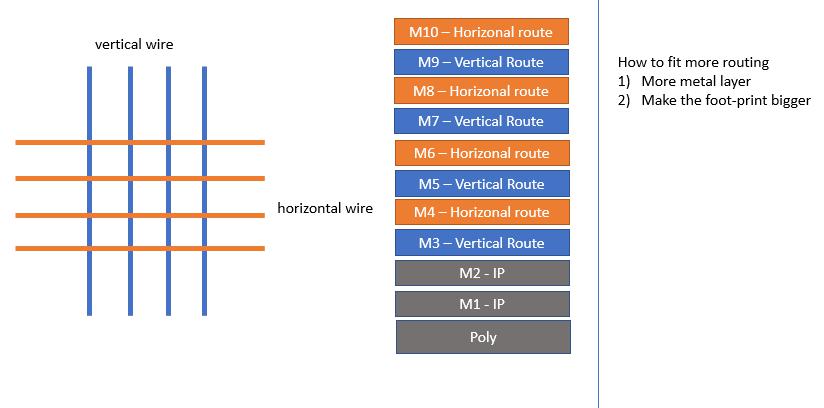 vertical wire
horizontal wire
M10 – Horizonal route
M9 – Vertical Route
M8 – Horizonal route
M7 – Vertical Route
M6 – Horizonal route
M5 – Vertical Route
M4 – Horizonal route
M3 – Vertical Route
M2 - IP
M1 - IP
Poly
How to fit more routing
1) More metal layer
2) Make the foot-print bigger